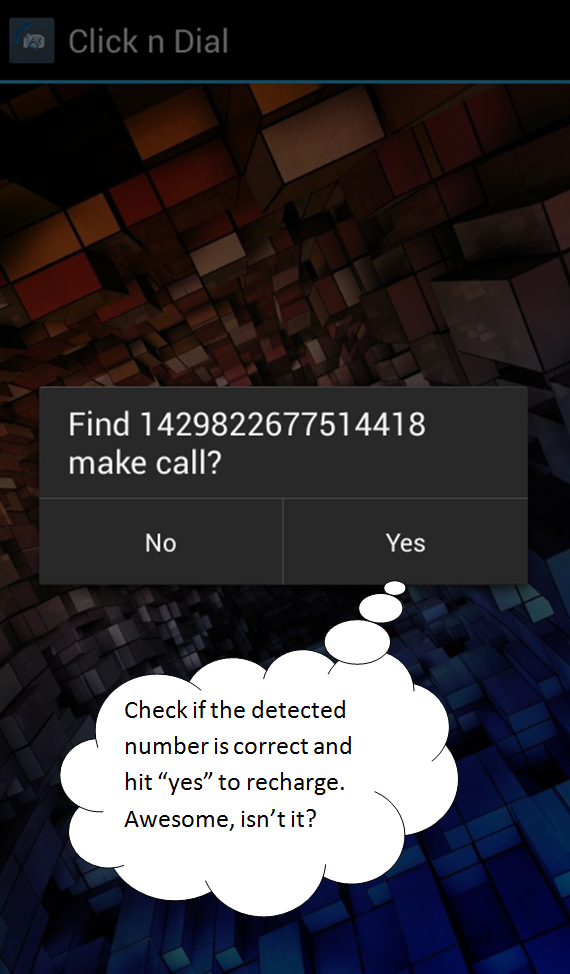 Click n Dial
Find 1429822677514418
make call?
No
Yes
Check if the detected
number is correct and
hit “yes” to recharge.
Awesome, isn’t it?